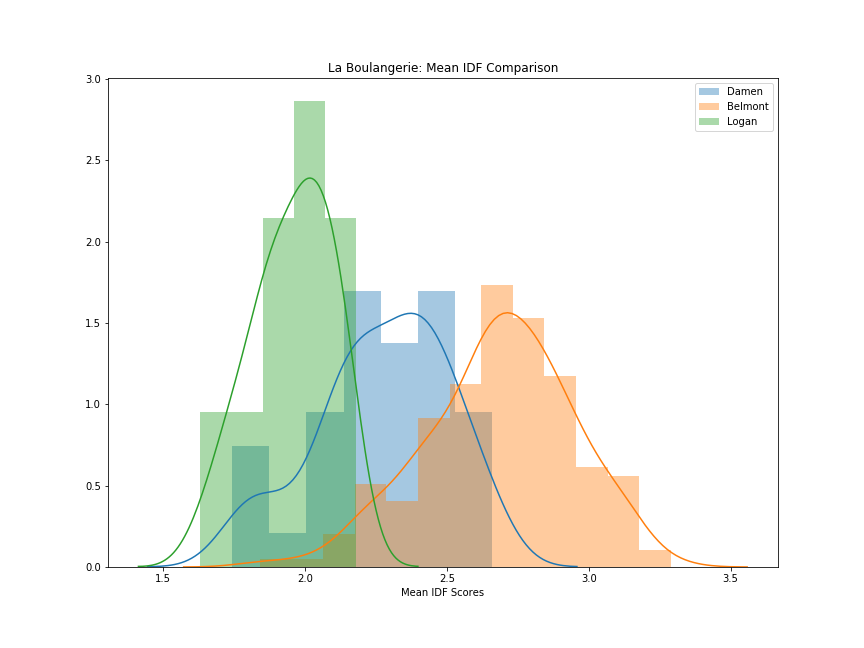 La Boulangerie: Mean IDF Comparison
Damen
Belmont
Logan
3.0
2.5
2.0
1.5
1.0
0.5
0.0
1.5 2.0 2.5 3.0 3.5
Mean IDF Scores